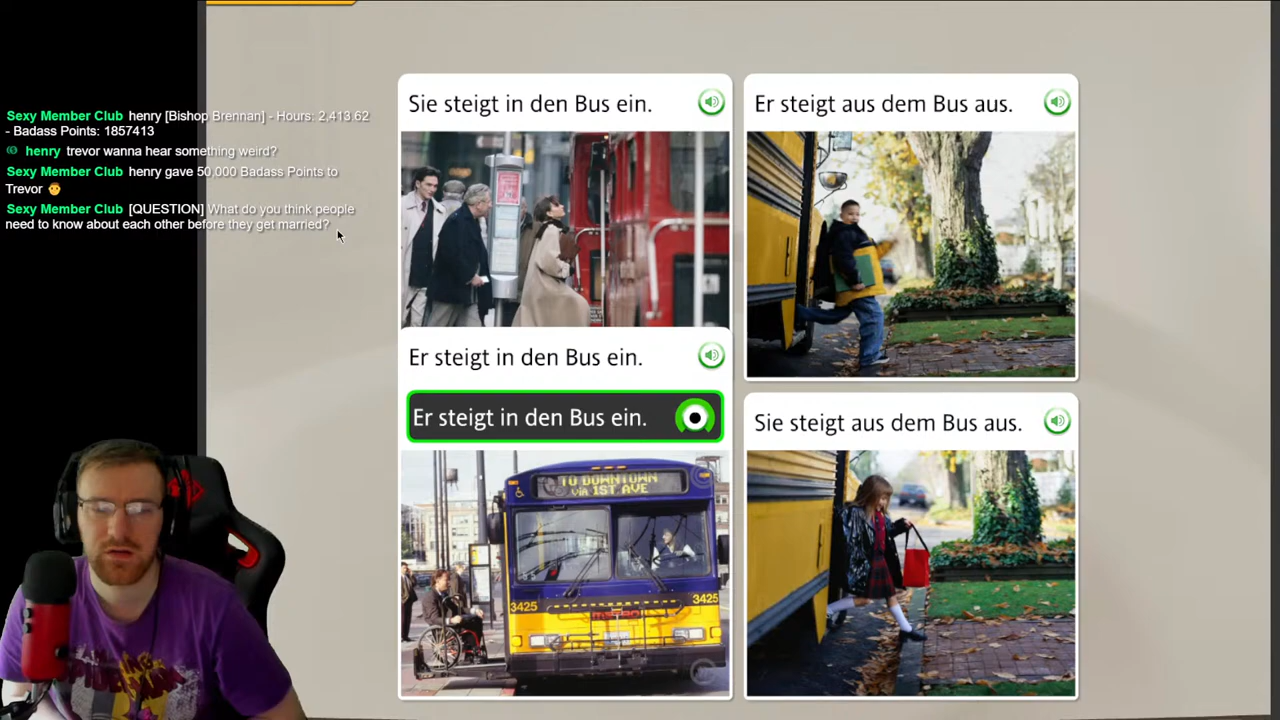 Sexy Member Club henry [Bishop Brennan] - Hours: 2,413.62
- Badass Points: 1857413
henry trevor wanna hear something weird?
Sexy Member Club henry gave 50,000 Badass Points to
Trevor
Sexy Member Club [QUESTION] What do you think people
need to know about each other before they get married?
Sie steigt in den Bus ein.
Er steigt aus dem Bus aus.
Er steigt in den Bus ein.
Er steigt in den Bus ein.
TO DOWNTOWN
VIA 1ST AVE
3425
3425
METRO
Sie steigt aus dem Bus aus.